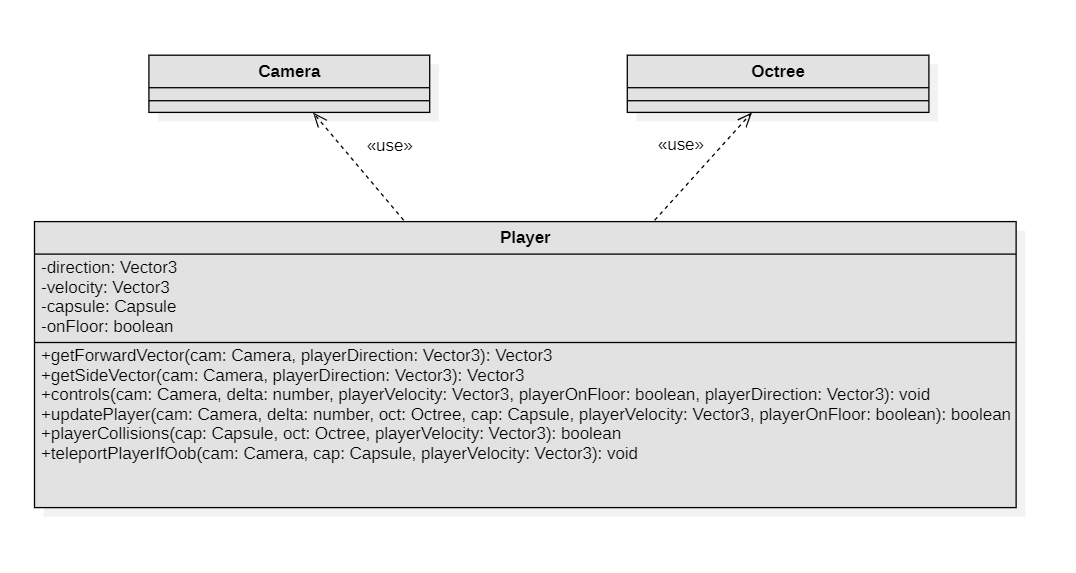 Camera
Octree
«use»
«use»
Player
-direction: Vector3
-velocity: Vector3
-capsule: Capsule
-onFloor: boolean
+getForwardVector(cam: Camera, playerDirection: Vector3): Vector3
+getSideVector(cam: Camera, playerDirection: Vector3): Vector3
+controls(cam: Camera, delta: number, playerVelocity: Vector3, playerOnFloor: boolean, playerDirection: Vector3): void
+updatePlayer(cam: Camera, delta: number, oct: Octree, cap: Capsule, playerVelocity: Vector3, playerOnFloor: boolean): boolean
+playerCollisions(cap: Capsule, oct: Octree, playerVelocity: Vector3): boolean
+teleportPlayerIfOob(cam: Camera, cap: Capsule, playerVelocity: Vector3): void